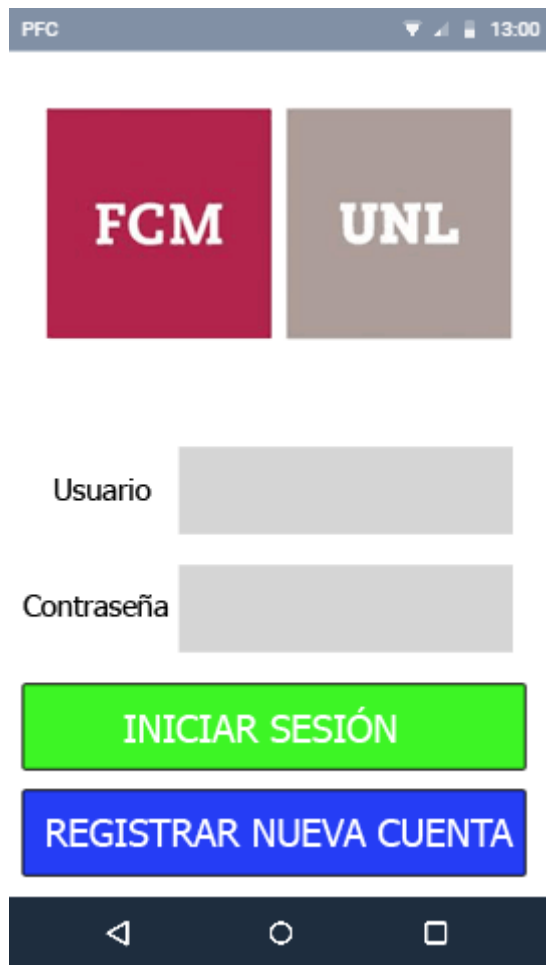 PFC 13:00
FCM UNL
Usuario
Contraseña
INICIAR SESIÓN
REGISTRAR NUEVA CUENTA